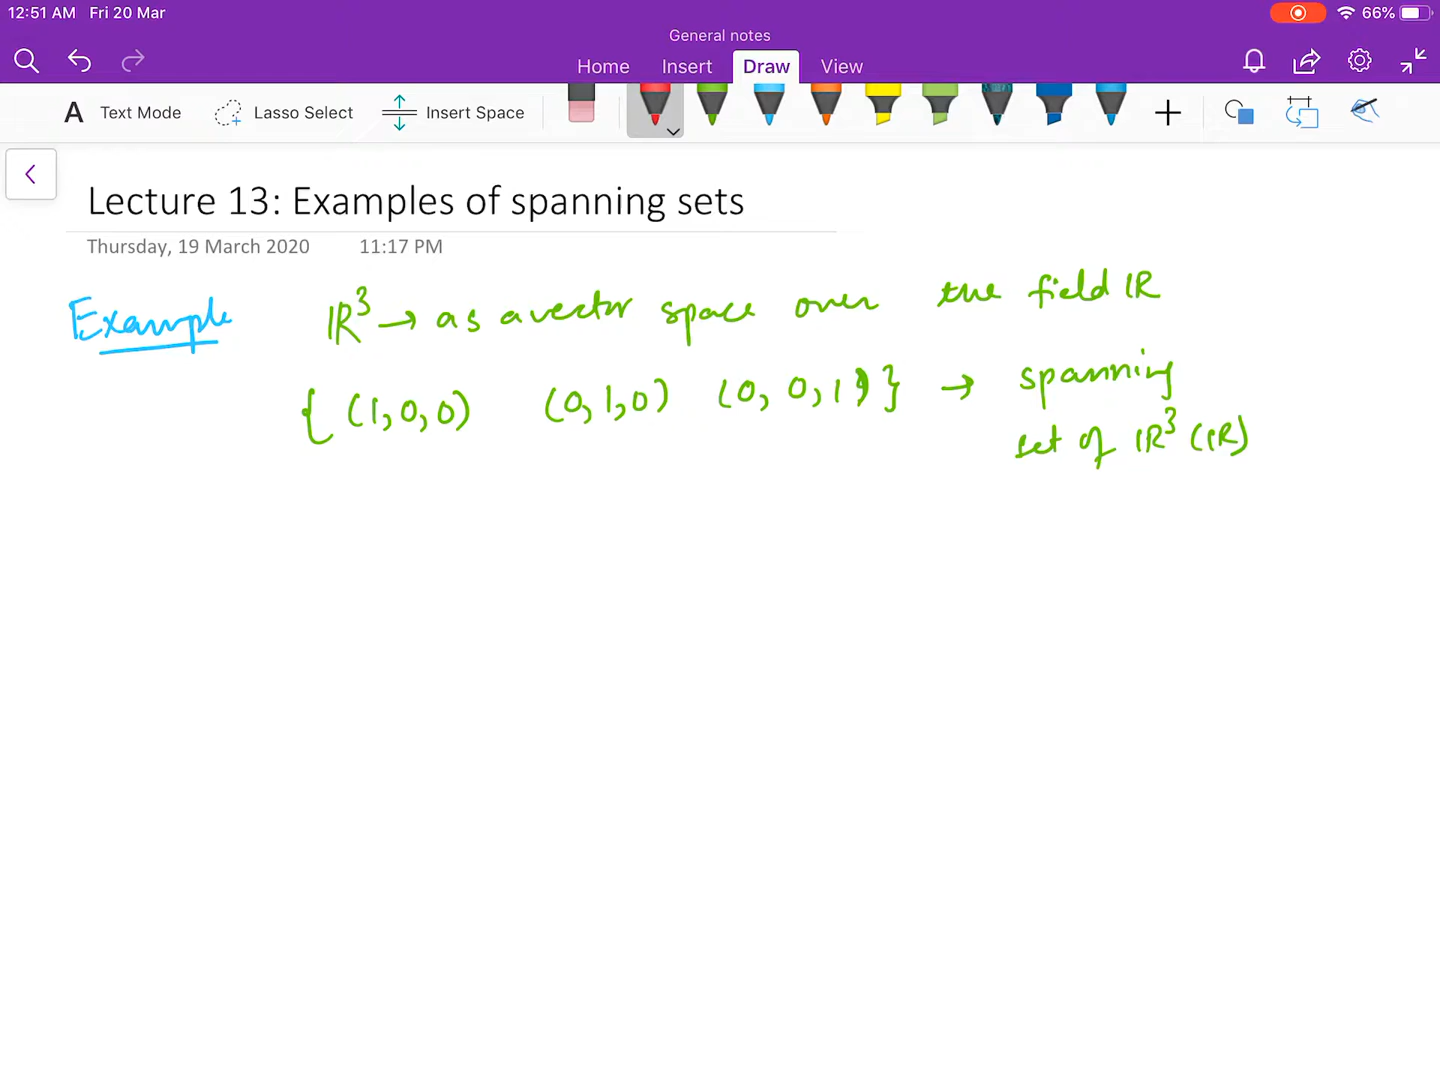 12:51 AM Fri 20 Mar 66%
General notes
Home Insert Draw View
A Text Mode Lasso Select Insert Space
Lecture 13: Examples of spanning sets
Thursday, 19 March 2020 11:17 PM
Example ℝ³ → as a vector space over the field ℝ
{ (1,0,0) (0,1,0) (0,0,1) } → spanning
set of ℝ³(ℝ)